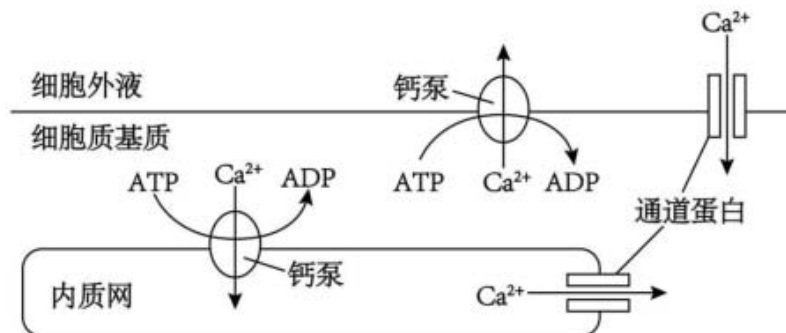 Ca²⁺
细胞外液
钙泵
细胞质基质
ATP
Ca²⁺
ADP
ATP
Ca²⁺
ADP
通道蛋白
钙泵
内质网
Ca²⁺